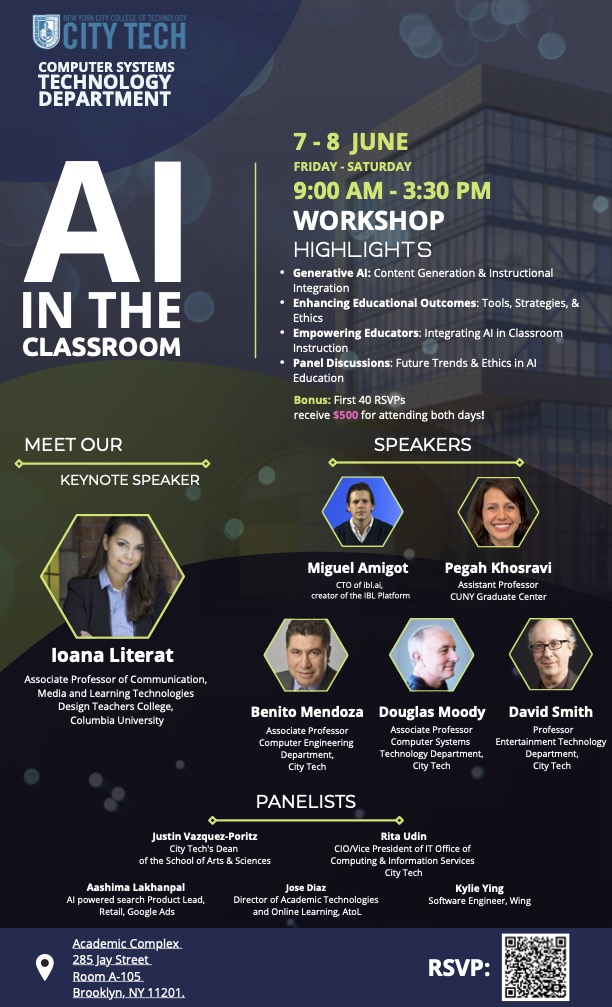 NEW YORK CITY COLLEGE OF TECHNOLOGY
CITY TECH
COMPUTER SYSTEMS
TECHNOLOGY
DEPARTMENT
AI
IN THE
CLASSROOM
7 - 8 JUNE
FRIDAY - SATURDAY
9:00 AM - 3:30 PM
WORKSHOP
HIGHLIGHTS
• Generative AI: Content Generation & Instructional
Integration
• Enhancing Educational Outcomes: Tools, Strategies, &
Ethics
• Empowering Educators: Integrating AI in Classroom
Instruction
• Panel Discussions: Future Trends & Ethics in AI
Education
Bonus: First 40 RSVPs
receive $500 for attending both days!
MEET OUR
KEYNOTE SPEAKER
Ioana Literat
Associate Professor of Communication,
Media and Learning Technologies
Design Teachers College,
Columbia University
SPEAKERS
Miguel Amigot
CTO of ibl.ai,
creator of the IBL Platform
Pegah Khosravi
Assistant Professor
CUNY Graduate Center
Benito Mendoza
Associate Professor
Computer Engineering
Department,
City Tech
Douglas Moody
Associate Professor
Computer Systems
Technology Department,
City Tech
David Smith
Professor
Entertainment Technology
Department,
City Tech
PANELISTS
Justin Vazquez-Poritz
City Tech's Dean
of the School of Arts & Sciences
Rita Udin
CIO/Vice President of IT Office of
Computing & Information Services
City Tech
Aashima Lakhanpal
AI powered search Product Lead,
Retail, Google Ads
Jose Diaz
Director of Academic Technologies
and Online Learning, AtoL
Kylie Ying
Software Engineer, Wing
Academic Complex
285 Jay Street
Room A-105
Brooklyn, NY 11201.
RSVP: